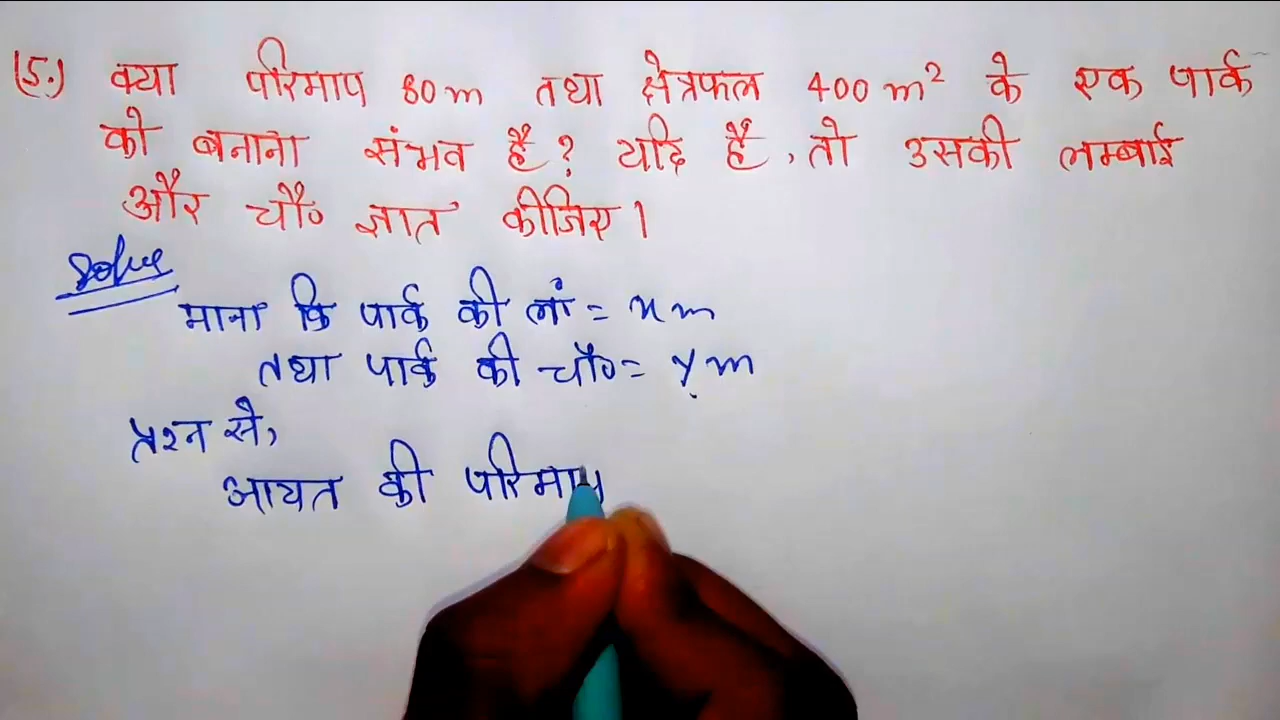 (5.) क्या परिमाप 80 m तथा क्षेत्रफल 400 m² के एक पार्क
को बनाना संभव है? यदि है, तो उसकी लम्बाई
और चौ० ज्ञात कीजिए।
Solve
माना कि पार्क की लां = x m
तथा पार्क की चौ० = y m
प्रश्न से,
आयत की परिमाप